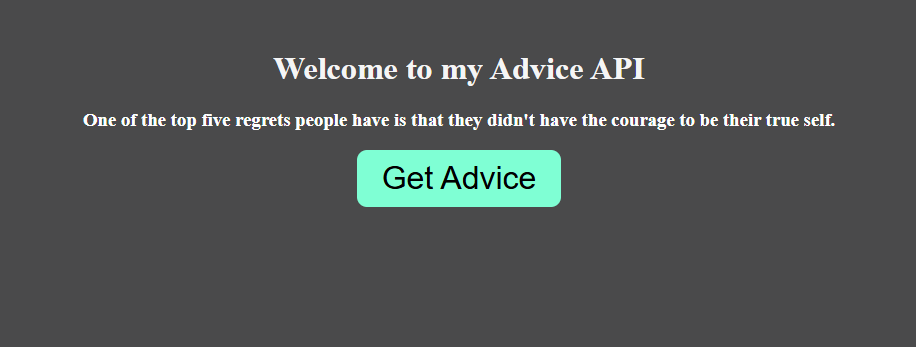 Welcome to my Advice API
One of the top five regrets people have is that they didn't have the courage to be their true self.
Get Advice